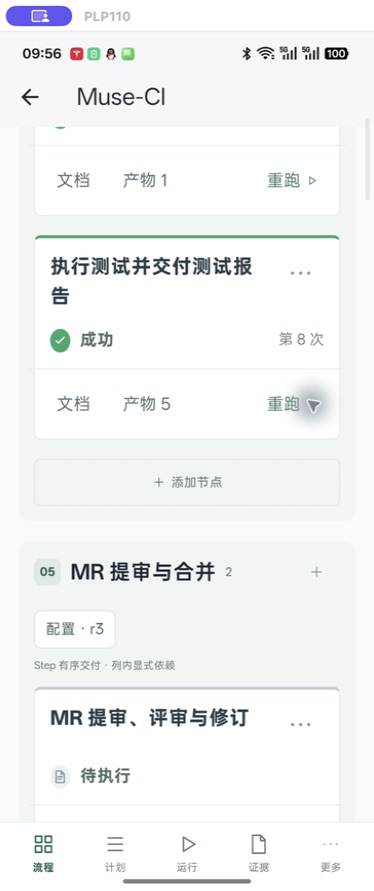 PLP110
09:56
5G 5G 100
Muse-CI
文档 产物 1 重跑
执行测试并交付测试报
告
...
成功 第 8 次
文档 产物 5 重跑
+ 添加节点
05 MR 提审与合并 2 +
配置 · r3
Step 有序交付 · 列内显式依赖
MR 提审、评审与修订 ...
待执行
流程 计划 运行 证据 更多